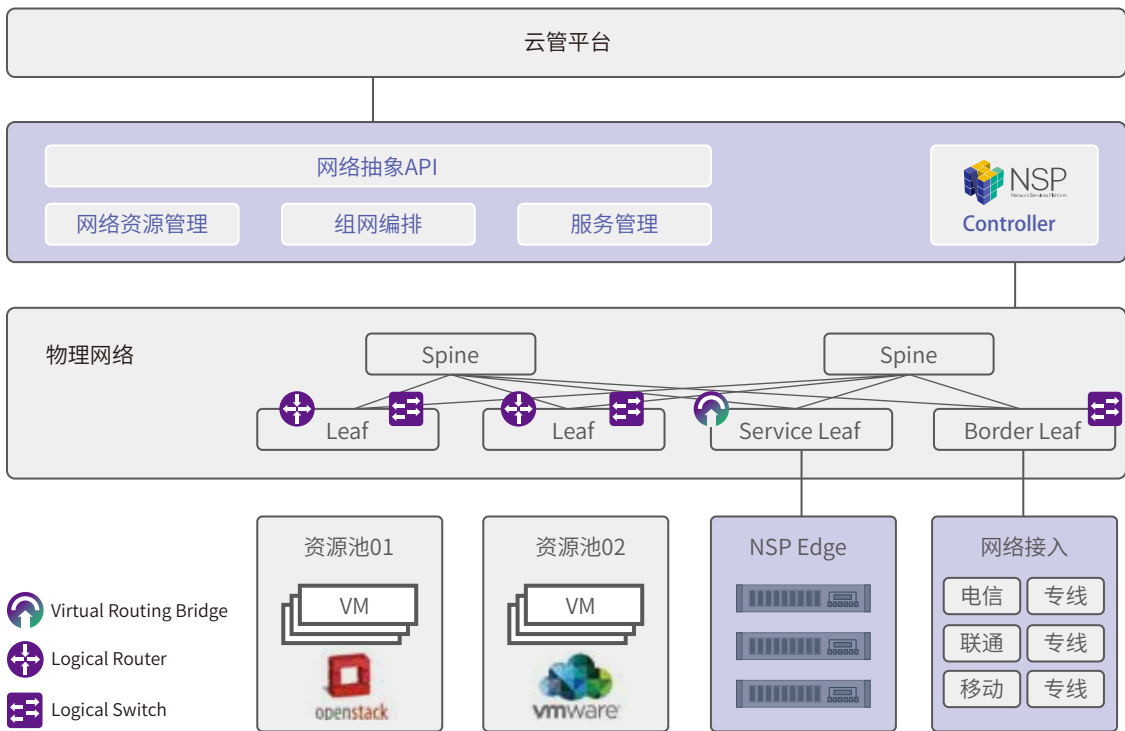 云管平台
网络抽象API
网络资源管理
组网编排
服务管理
NSP
Network Services Platform
Controller
物理网络
Spine
Spine
Leaf
Leaf
Service Leaf
Border Leaf
资源池01
VM
openstack
资源池02
VM
vmware
NSP Edge
网络接入
电信 专线
联通 专线
移动 专线
Virtual Routing Bridge
Logical Router
Logical Switch